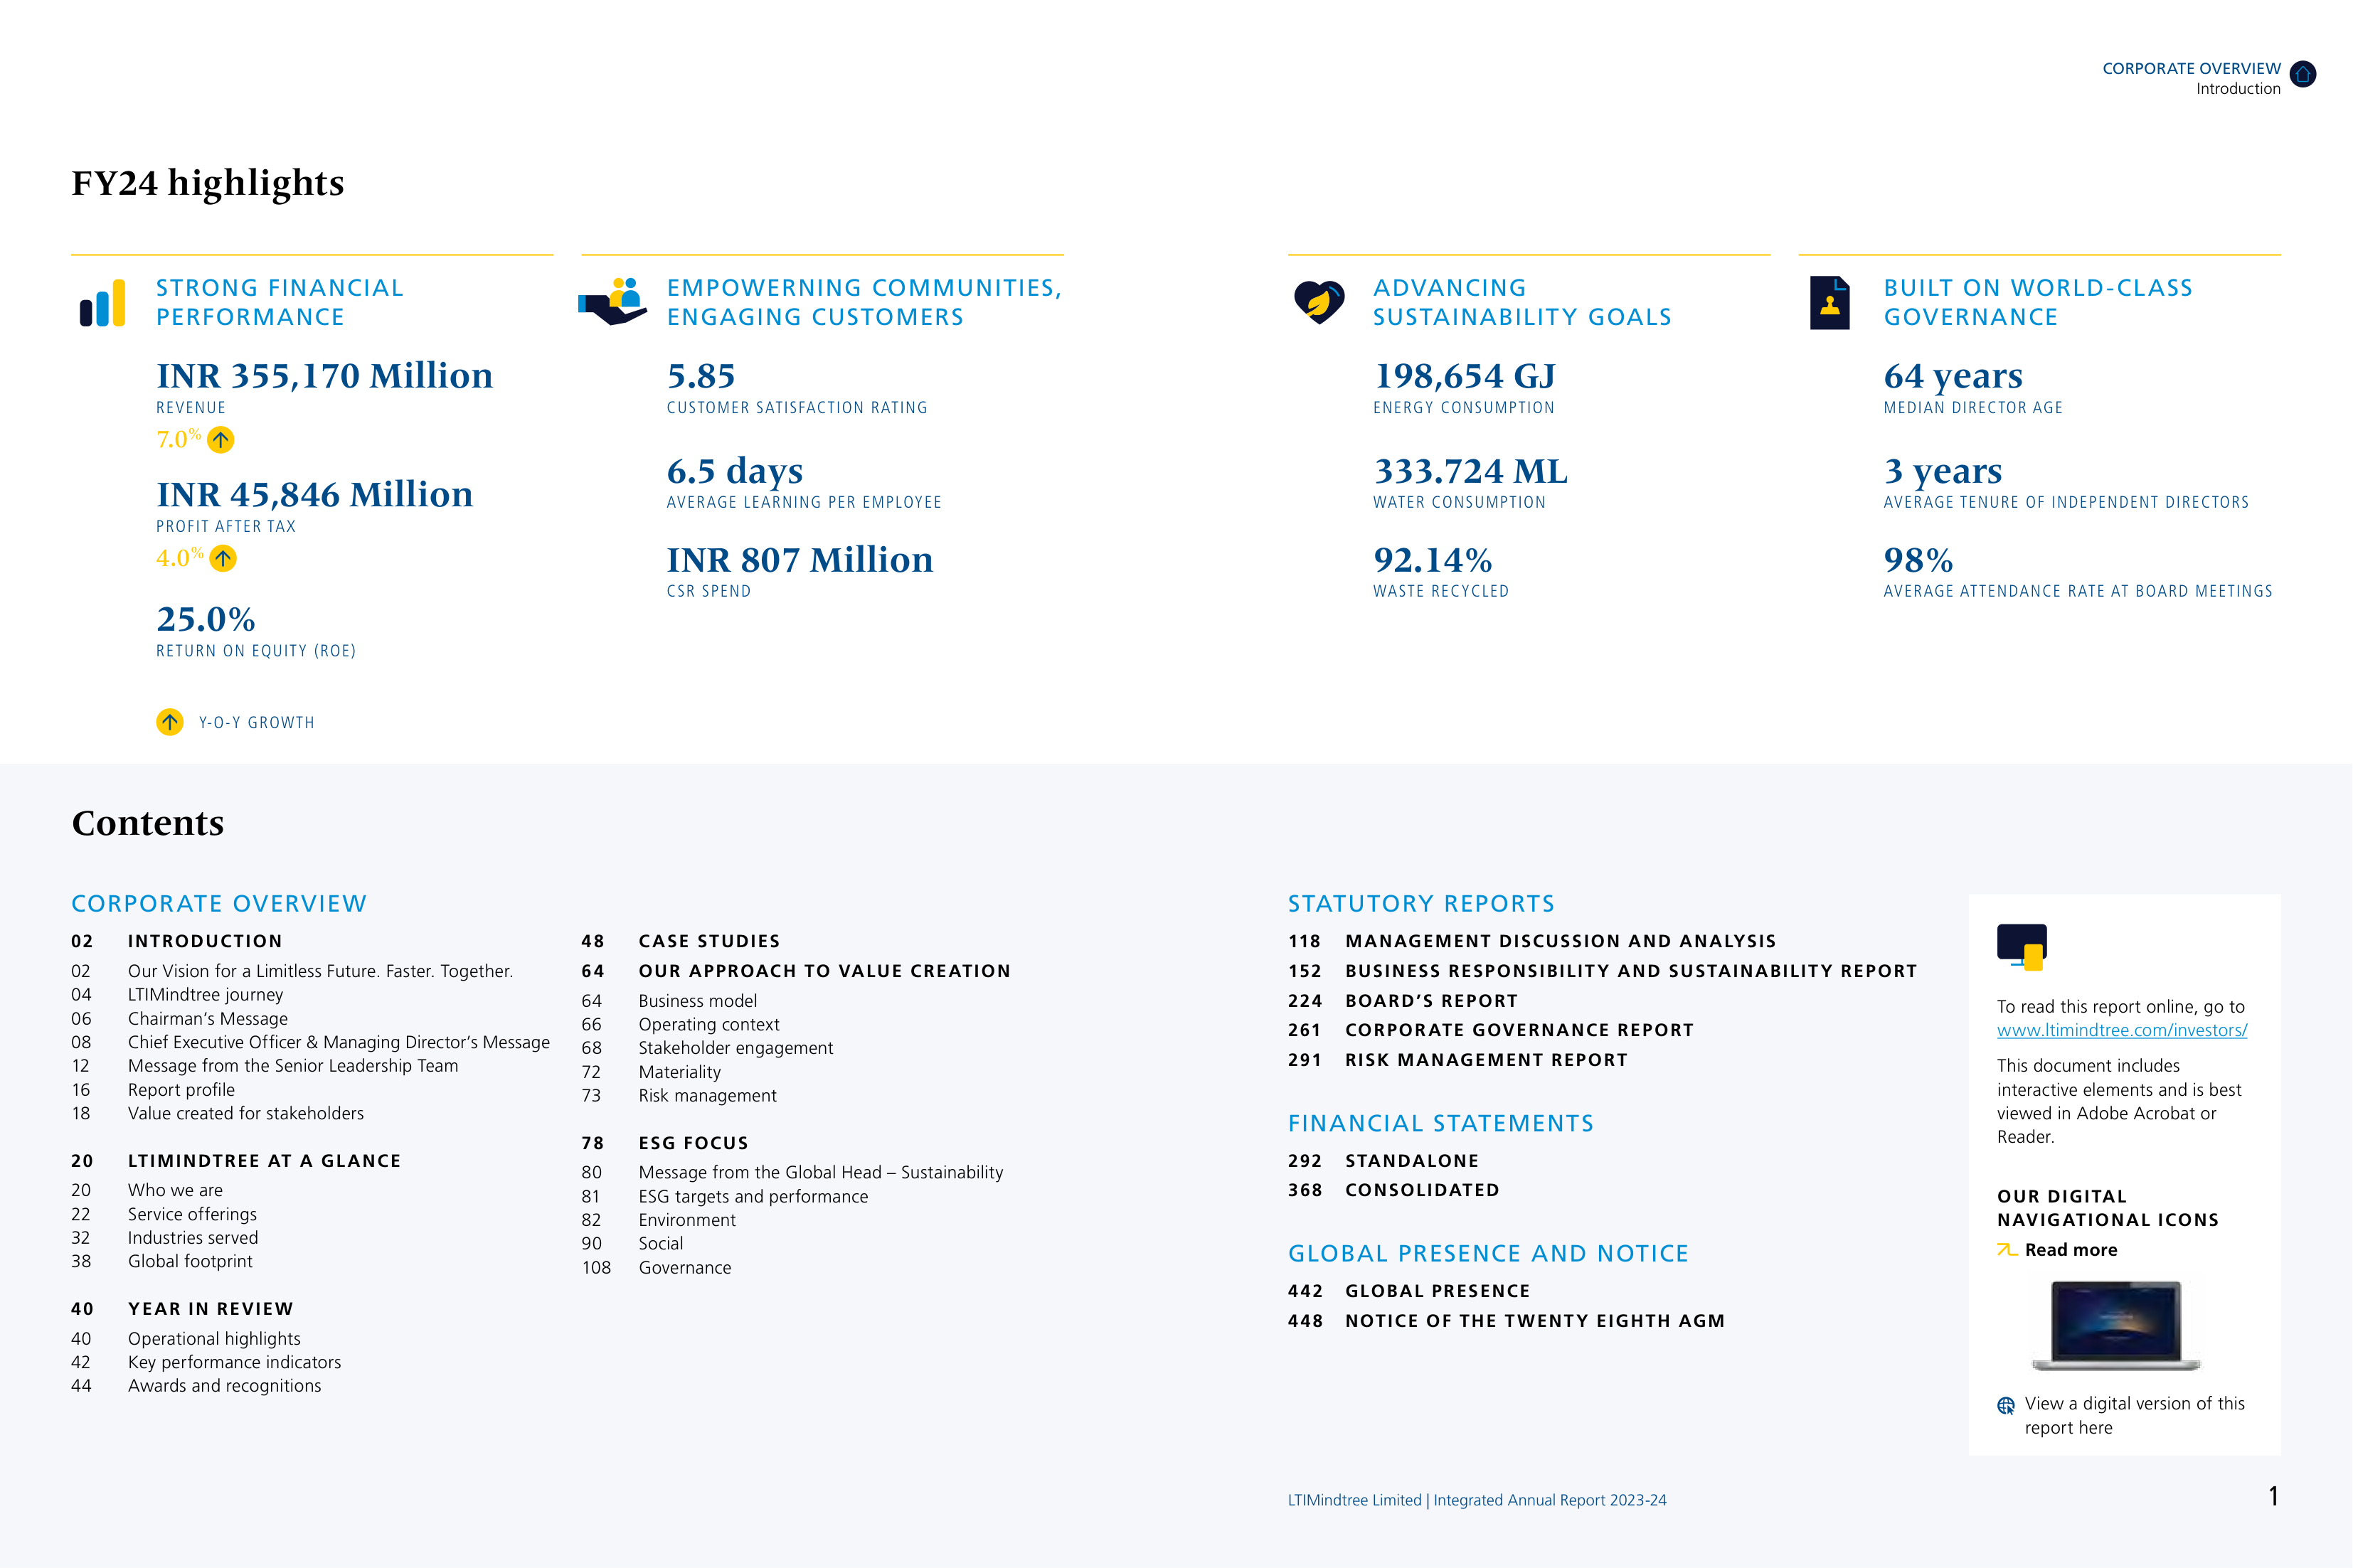 CORPORATE OVERVIEW
Introduction
FY24 highlights
STRONG FINANCIAL
PERFORMANCE
INR 355,170 Million
REVENUE
7.0%
INR 45,846 Million
PROFIT AFTER TAX
4.0%
25.0%
RETURN ON EQUITY (ROE)
Y-O-Y GROWTH
EMPOWERNING COMMUNITIES,
ENGAGING CUSTOMERS
5.85
CUSTOMER SATISFACTION RATING
6.5 days
AVERAGE LEARNING PER EMPLOYEE
INR 807 Million
CSR SPEND
ADVANCING
SUSTAINABILITY GOALS
198,654 GJ
ENERGY CONSUMPTION
333.724 ML
WATER CONSUMPTION
92.14%
WASTE RECYCLED
BUILT ON WORLD-CLASS
GOVERNANCE
64 years
MEDIAN DIRECTOR AGE
3 years
AVERAGE TENURE OF INDEPENDENT DIRECTORS
98%
AVERAGE ATTENDANCE RATE AT BOARD MEETINGS
Contents
CORPORATE OVERVIEW
02 INTRODUCTION
02 Our Vision for a Limitless Future. Faster. Together.
04 LTIMindtree journey
06 Chairman’s Message
08 Chief Executive Officer & Managing Director’s Message
12 Message from the Senior Leadership Team
16 Report profile
18 Value created for stakeholders
20 LTIMINDTREE AT A GLANCE
20 Who we are
22 Service offerings
32 Industries served
38 Global footprint
40 YEAR IN REVIEW
40 Operational highlights
42 Key performance indicators
44 Awards and recognitions
48 CASE STUDIES
64 OUR APPROACH TO VALUE CREATION
64 Business model
66 Operating context
68 Stakeholder engagement
72 Materiality
73 Risk management
78 ESG FOCUS
80 Message from the Global Head – Sustainability
81 ESG targets and performance
82 Environment
90 Social
108 Governance
STATUTORY REPORTS
118 MANAGEMENT DISCUSSION AND ANALYSIS
152 BUSINESS RESPONSIBILITY AND SUSTAINABILITY REPORT
224 BOARD’S REPORT
261 CORPORATE GOVERNANCE REPORT
291 RISK MANAGEMENT REPORT
FINANCIAL STATEMENTS
292 STANDALONE
368 CONSOLIDATED
GLOBAL PRESENCE AND NOTICE
442 GLOBAL PRESENCE
448 NOTICE OF THE TWENTY EIGHTH AGM
To read this report online, go to
www.ltimindtree.com/investors/
This document includes
interactive elements and is best
viewed in Adobe Acrobat or
Reader.
OUR DIGITAL
NAVIGATIONAL ICONS
Read more
View a digital version of this
report here
LTIMindtree Limited | Integrated Annual Report 2023-24
1